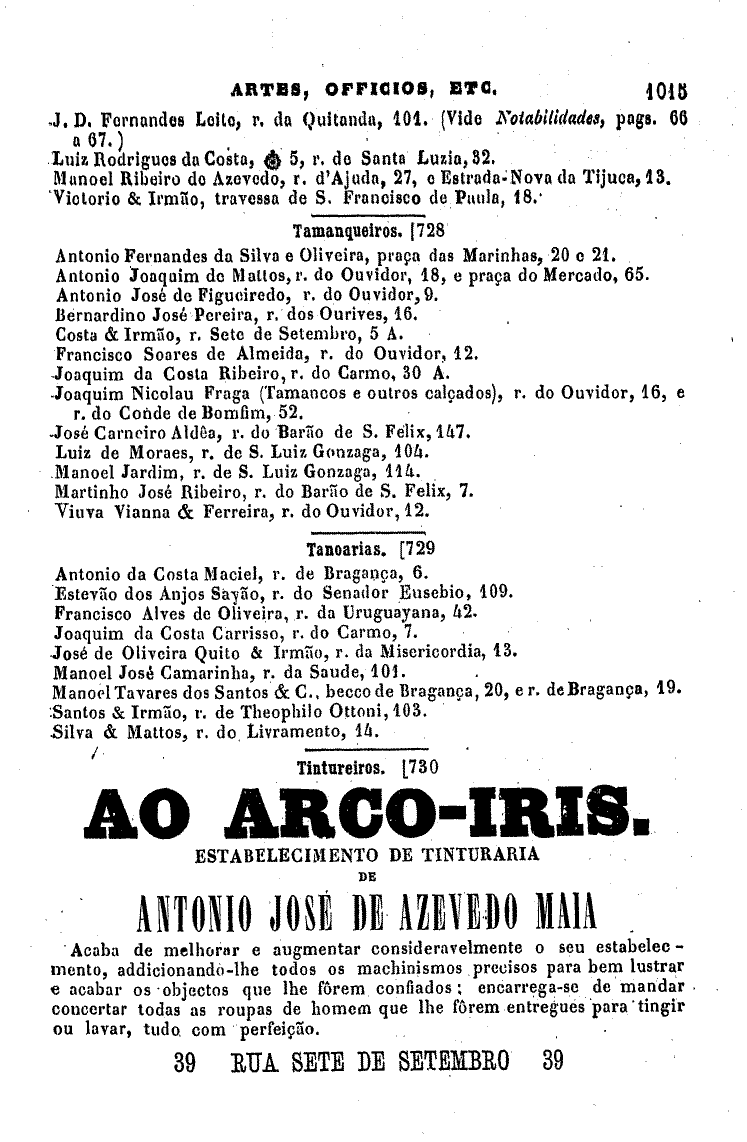 ARTES, OFFICIOS, ETC. 1015
J. D. Fernandes Leite, r. da Quitanda, 101. (Vide Notabilidades, pags. 66
a 67.)
Luiz Rodrigues da Costa, 5, r. de Santa Luzia, 32.
Manoel Ribeiro de Azevedo, r. d'Ajuda, 27, e Estrada-Nova da Tijuca, 13.
Victorio & Irmão, travessa de S. Francisco de Paula, 18.
Tamanqueiros. [728
Antonio Fernandes da Silva e Oliveira, praça das Marinhas, 20 e 21.
Antonio Joaquim de Mattos, r. do Ouvidor, 18, e praça do Mercado, 65.
Antonio José de Figueiredo, r. do Ouvidor, 9.
Bernardino José Pereira, r. dos Ourives, 16.
Costa & Irmão, r. Sete de Setembro, 5 A.
Francisco Soares de Almeida, r. do Ouvidor, 12.
Joaquim da Costa Ribeiro, r. do Carmo, 30 A.
Joaquim Nicolau Fraga (Tamancos e outros calçados), r. do Ouvidor, 16, e
r. do Conde de Bomfim, 52.
José Carneiro Aldêa, r. do Barão de S. Felix, 147.
Luiz de Moraes, r. de S. Luiz Gonzaga, 104.
Manoel Jardim, r. de S. Luiz Gonzaga, 114.
Martinho José Ribeiro, r. do Barão de S. Felix, 7.
Viuva Vianna & Ferreira, r. do Ouvidor, 12.
Tanoarias. [729
Antonio da Costa Maciel, r. de Bragança, 6.
Estevão dos Anjos Sayão, r. do Senador Eusebio, 109.
Francisco Alves de Oliveira, r. da Uruguayana, 42.
Joaquim da Costa Carrisso, r. do Carmo, 7.
José de Oliveira Quito & Irmão, r. da Misericordia, 13.
Manoel José Camarinha, r. da Saude, 101.
Manoel Tavares dos Santos & C., becco de Bragança, 20, e r. de Bragança, 19.
Santos & Irmão, r. de Theophilo Ottoni, 103.
Silva & Mattos, r. do Livramento, 14.
Tintureiros. [730
AO ARCO-IRIS.
ESTABELECIMENTO DE TINTURARIA
DE
ANTONIO JOSÉ DE AZEVEDO MAIA
Acaba de melhorar e augmentar consideravelmente o seu estabelec-
mento, addicionando-lhe todos os machinismos precisos para bem lustrar
e acabar os objectos que lhe fôrem confiados; encarrega-se de mandar
concertar todas as roupas de homem que lhe fôrem entregues para tingir
ou lavar, tudo com perfeição.
39 RUA SETE DE SETEMBRO 39